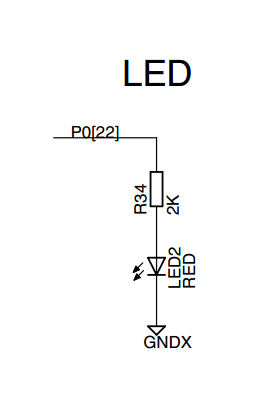 LED
P0[22]
R34
2K
LED2
RED
GNDX